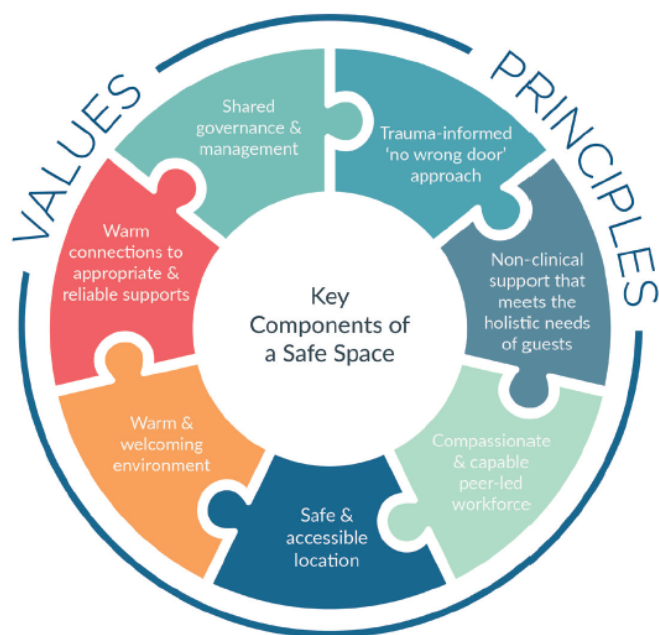 VALUES
PRINCIPLES
Shared
governance &
management
Trauma-informed
'no wrong door'
approach
Non-clinical
support that
meets the
holistic needs
of guests
Compassionate
& capable
peer-led
workforce
Safe &
accessible
location
Warm &
welcoming
environment
Warm
connections to
appropriate &
reliable supports
Key
Components of
a Safe Space